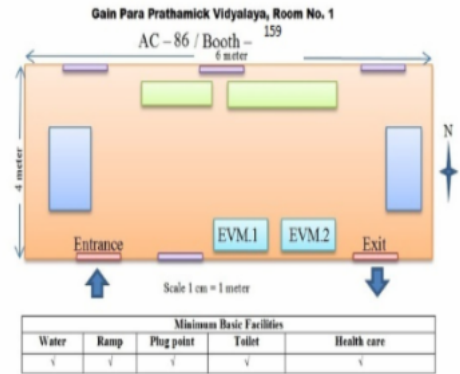 Gain Para Prathamick Vidyalaya, Room No. 1
AC – 86 / Booth – 159
6 meter
4 meter
N
EVM.1 EVM.2
Entrance Exit
Scale 1 cm = 1 meter
Minimum Basic Facilities
Water Ramp Plug point Toilet Health care
√ √ √ √ √